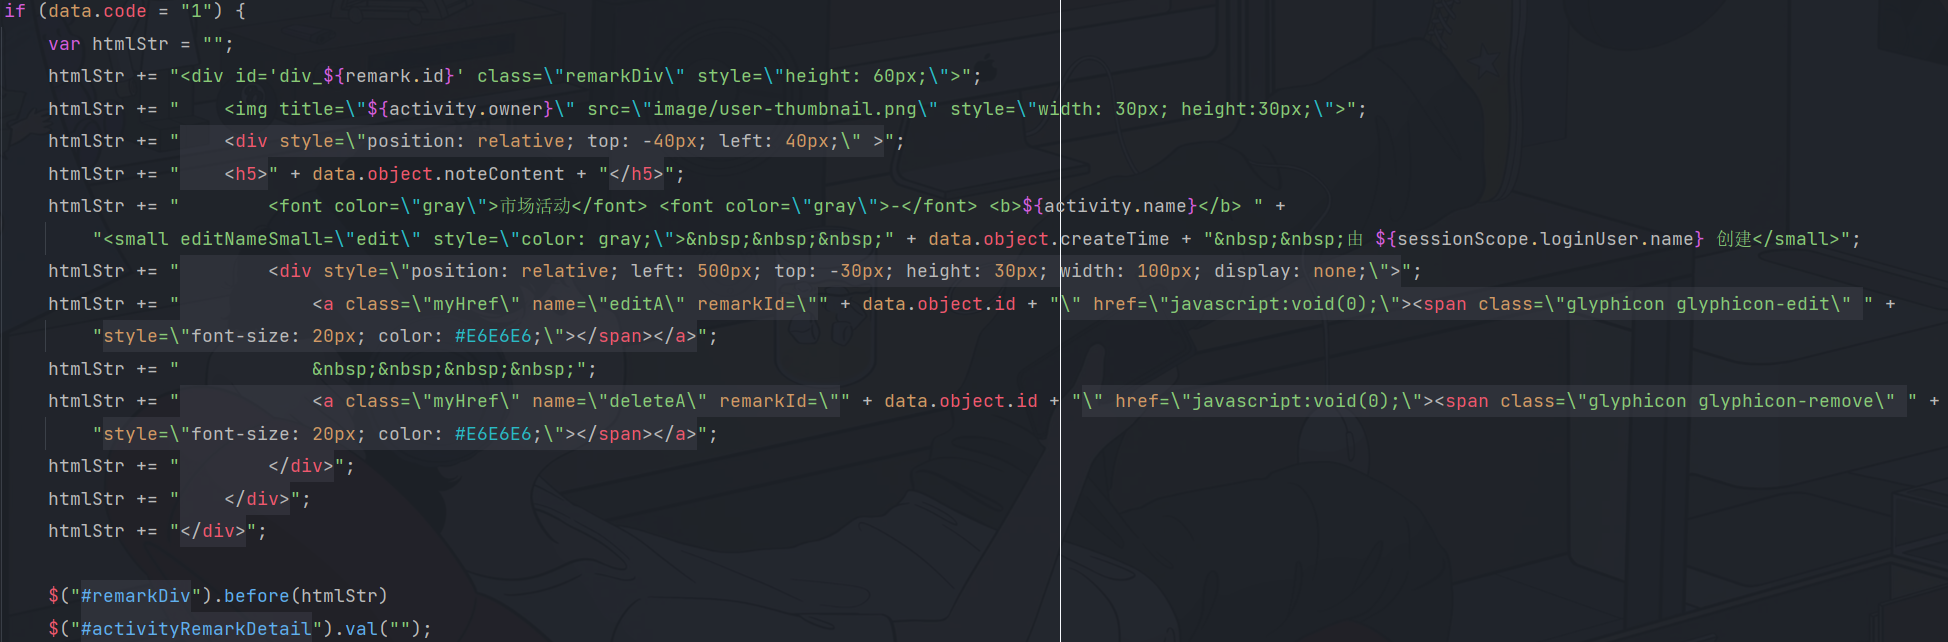 if (data.code = "1") {
    var htmlStr = "";
    htmlStr += "<div id='div_${remark.id}' class=\"remarkDiv\" style=\"height: 60px;\">";
    htmlStr += "    <img title=\"${activity.owner}\" src=\"image/user-thumbnail.png\" style=\"width: 30px; height:30px;\">";
    htmlStr += "    <div style=\"position: relative; top: -40px; left: 40px;\" >";
    htmlStr += "    <h5>" + data.object.noteContent + "</h5>";
    htmlStr += "        <font color=\"gray\">市场活动</font> <font color=\"gray\">-</font> <b>${activity.name}</b> " +
        "<small editNameSmall=\"edit\" style=\"color: gray;\">&nbsp;&nbsp;&nbsp;" + data.object.createTime + "&nbsp;&nbsp;由 ${sessionScope.loginUser.name} 创建</small>";
    htmlStr += "        <div style=\"position: relative; left: 500px; top: -30px; height: 30px; width: 100px; display: none;\">";
    htmlStr += "            <a class=\"myHref\" name=\"editA\" remarkId=\"" + data.object.id + "\" href=\"javascript:void(0);\"><span class=\"glyphicon glyphicon-edit\" " +
        "style=\"font-size: 20px; color: #E6E6E6;\"></span></a>";
    htmlStr += "            &nbsp;&nbsp;&nbsp;&nbsp;";
    htmlStr += "            <a class=\"myHref\" name=\"deleteA\" remarkId=\"" + data.object.id + "\" href=\"javascript:void(0);\"><span class=\"glyphicon glyphicon-remove\" " +
        "style=\"font-size: 20px; color: #E6E6E6;\"></span></a>";
    htmlStr += "        </div>";
    htmlStr += "    </div>";
    htmlStr += "</div>";
    $("#remarkDiv").before(htmlStr)
    $("#activityRemarkDetail").val("");